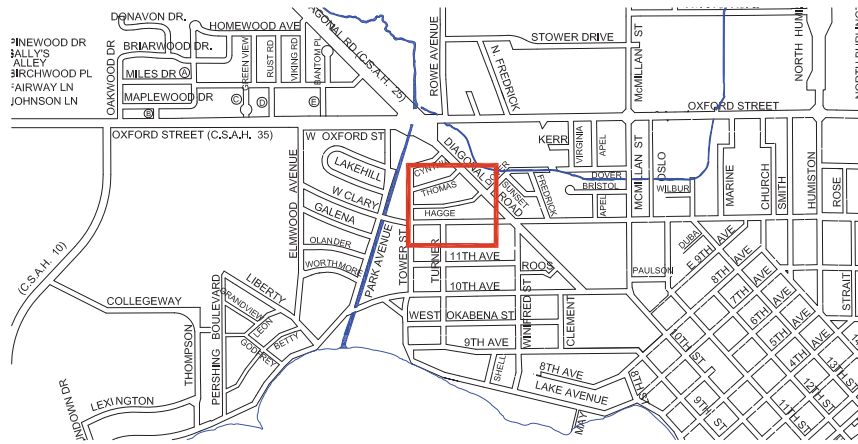 DONAVON DR.
HOMEWOOD AVE
DIAGONAL RD (C.S.A.H. 25)
PINEWOOD DR
SALLY'S
ALLEY
BIRCHWOOD PL
FAIRWAY LN
JOHNSON LN
OAKWOOD DR
BRIARWOOD DR.
MILES DR A
MAPLEWOOD DR
B
C
D
E
GREEN VIEW
RUST RD
VIKING RD
BANTOM PL
ROWE AVENUE
N. FREDRICK
STOWER DRIVE
McMILLAN ST
NORTH HUMI
OXFORD STREET
OXFORD STREET (C.S.A.H. 35)
W OXFORD ST
LAKEHILL
W CLARY
GALENA
OLANDER
WORTHMORE
ELMWOOD AVENUE
PARK AVENUE
TOWER ST
DIAGONAL ROAD
THOMAS
HAGGE
TURNER
SUNSET
FREDRICK
KERR
VIRGINIA
APEL
DOVER
BRISTOL
APEL
McMILLAN ST
OSLO
WILBUR
MARINE
CHURCH
SMITH
HUMISTON
ROSE
DUBA
PAULSON
E 9TH AVE
8TH AVE
7TH AVE
6TH AVE
5TH AVE
4TH AVE
STRAIT
11TH AVE
10TH AVE
WEST OKABENA ST
9TH AVE
ROOS
WINIFRED ST
CLEMENT
SHELL
8TH AVE
LAKE AVENUE
MAY
8TH ST
9TH ST
10TH ST
11TH ST
12TH ST
13TH ST
(C.S.A.H. 10)
COLLEGEWAY
THOMPSON
PERSHING BOULEVARD
LIBERTY
GRANDVIEW
LEON
BETTY
GODFREY
LEXINGTON
UNDOWN DR